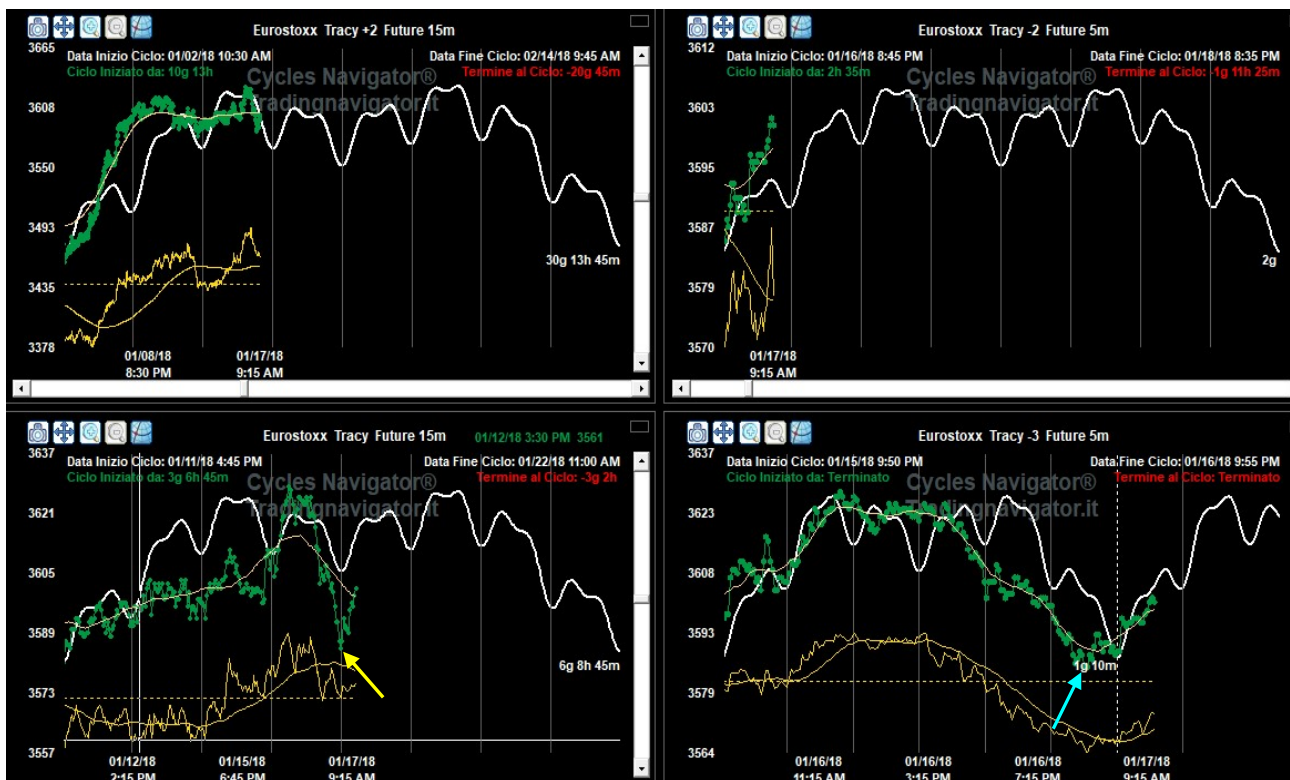 Eurostoxx Tracy +2 Future 15m
3665
Data Inizio Ciclo: 01/02/18 10:30 AM
Data Fine Ciclo: 02/14/18 9:45 AM
Ciclo Iniziato da: 10g 13h
Termine al Ciclo: -20g 45m
Cycles Navigator®
Tradingnavigator.it
3608
3550
3493
3435
3378
30g 13h 45m
01/08/18
8:30 PM
01/17/18
9:15 AM
Eurostoxx Tracy -2 Future 5m
3612
Data Inizio Ciclo: 01/16/18 8:45 PM
Data Fine Ciclo: 01/18/18 8:35 PM
Ciclo Iniziato da: 2h 35m
Termine al Ciclo: -1g 11h 25m
Cycles Navigator®
Tradingnavigator.it
3603
3595
3587
3579
3570
2g
01/17/18
9:15 AM
Eurostoxx Tracy Future 15m
01/12/18 3:30 PM 3561
3637
Data Inizio Ciclo: 01/11/18 4:45 PM
Data Fine Ciclo: 01/22/18 11:00 AM
Ciclo Iniziato da: 3g 6h 45m
Termine al Ciclo: -3g 2h
Cycles Navigator®
Tradingnavigator.it
3621
3605
3589
3573
3557
6g 8h 45m
01/12/18
2:15 PM
01/15/18
6:45 PM
01/17/18
9:15 AM
Eurostoxx Tracy -3 Future 5m
3637
Data Inizio Ciclo: 01/15/18 9:50 PM
Data Fine Ciclo: 01/16/18 9:55 PM
Ciclo Iniziato da: Terminato
Termine al Ciclo: Terminato
Cycles Navigator®
Tradingnavigator.it
3623
3608
3593
3579
3564
1g 10m
01/16/18
11:15 AM
01/16/18
3:15 PM
01/16/18
7:15 PM
01/17/18
9:15 AM